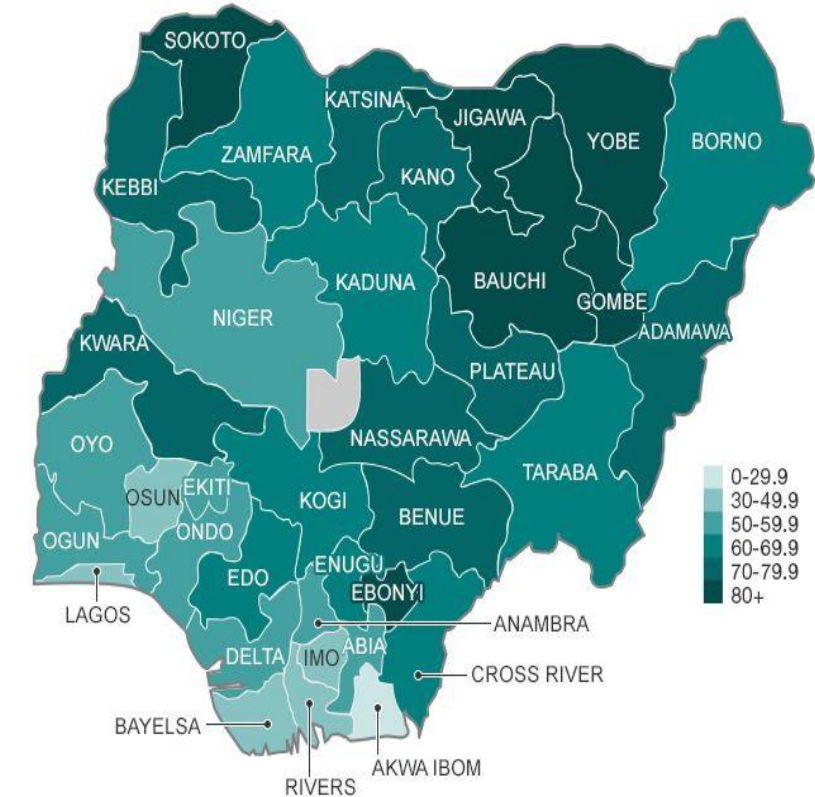 SOKOTO
KATSINA
JIGAWA
YOBE
BORNO
ZAMFARA
KANO
KEBBI
KADUNA
BAUCHI
GOMBE
NIGER
ADAMAWA
KWARA
PLATEAU
NASSARAWA
OYO
TARABA
OSUN
EKITI
KOGI
BENUE
ONDO
OGUN
ENUGU
EDO
EBONYI
LAGOS
ANAMBRA
DELTA
IMO
ABIA
CROSS RIVER
BAYELSA
AKWA IBOM
RIVERS
0-29.9
30-49.9
50-59.9
60-69.9
70-79.9
80+